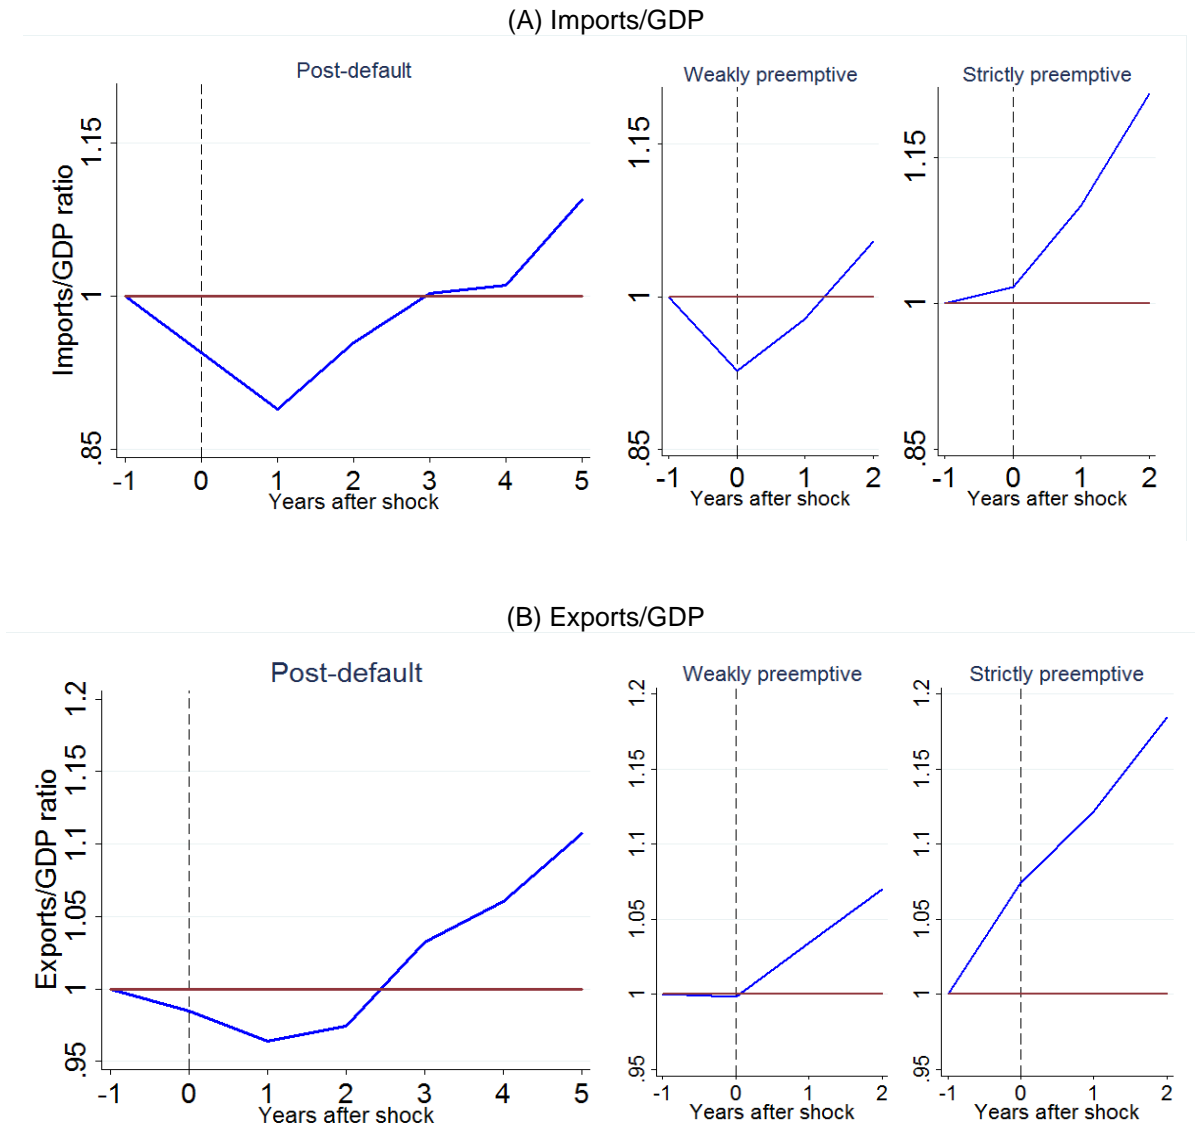 (A) Imports/GDP
Post-default
Imports/GDP ratio
1.15
1
.85
-1 0 1 2 3 4 5
Years after shock
Weakly preemptive
1.15
1
.85
-1 0 1 2
Years after shock
Strictly preemptive
1.15
1
.85
-1 0 1 2
Years after shock
(B) Exports/GDP
Post-default
Exports/GDP ratio
1.2
1.15
1.1
1.05
1
.95
-1 0 1 2 3 4 5
Years after shock
Weakly preemptive
1.2
1.15
1.1
1.05
1
.95
-1 0 1 2
Years after shock
Strictly preemptive
1.2
1.15
1.1
1.05
1
.95
-1 0 1 2
Years after shock